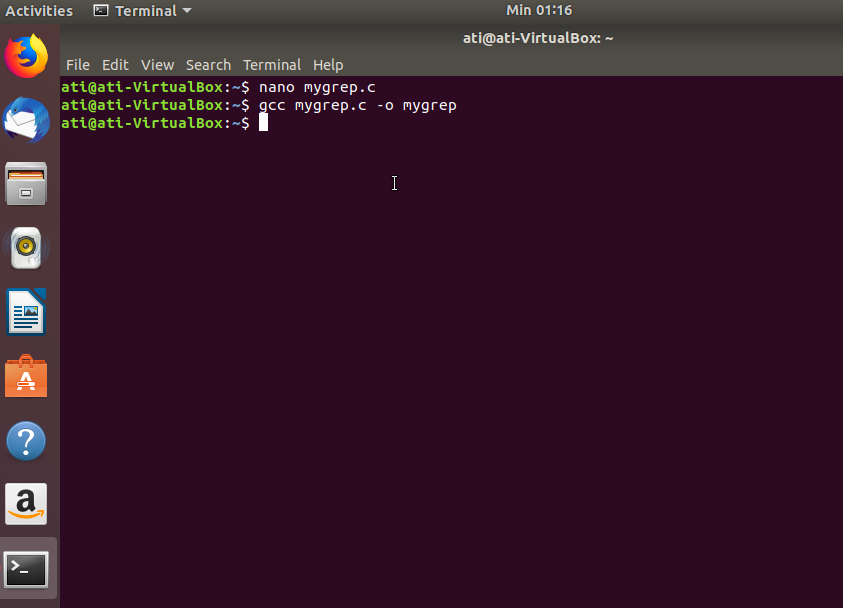 Activities Terminal Min 01:16
ati@ati-VirtualBox: ~
File Edit View Search Terminal Help
ati@ati-VirtualBox:~$ nano mygrep.c
ati@ati-VirtualBox:~$ gcc mygrep.c -o mygrep
ati@ati-VirtualBox:~$